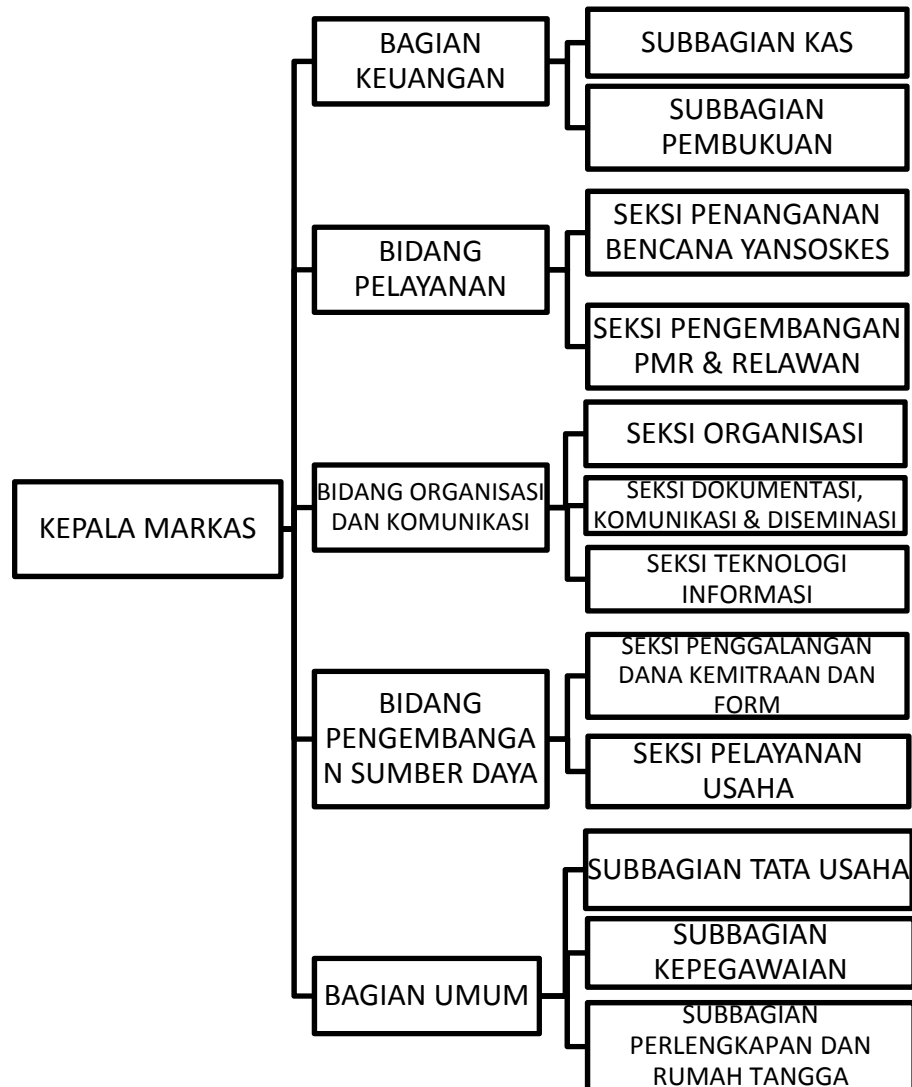 KEPALA MARKAS
BAGIAN
KEUANGAN
SUBBAGIAN KAS
SUBBAGIAN
PEMBUKUAN
BIDANG
PELAYANAN
SEKSI PENANGANAN
BENCANA YANSOSKES
SEKSI PENGEMBANGAN
PMR & RELAWAN
BIDANG ORGANISASI
DAN KOMUNIKASI
SEKSI ORGANISASI
SEKSI DOKUMENTASI,
KOMUNIKASI & DISEMINASI
SEKSI TEKNOLOGI
INFORMASI
BIDANG
PENGEMBANGA
N SUMBER DAYA
SEKSI PENGGALANGAN
DANA KEMITRAAN DAN
FORM
SEKSI PELAYANAN
USAHA
BAGIAN UMUM
SUBBAGIAN TATA USAHA
SUBBAGIAN
KEPEGAWAIAN
SUBBAGIAN
PERLENGKAPAN DAN
RUMAH TANGGA